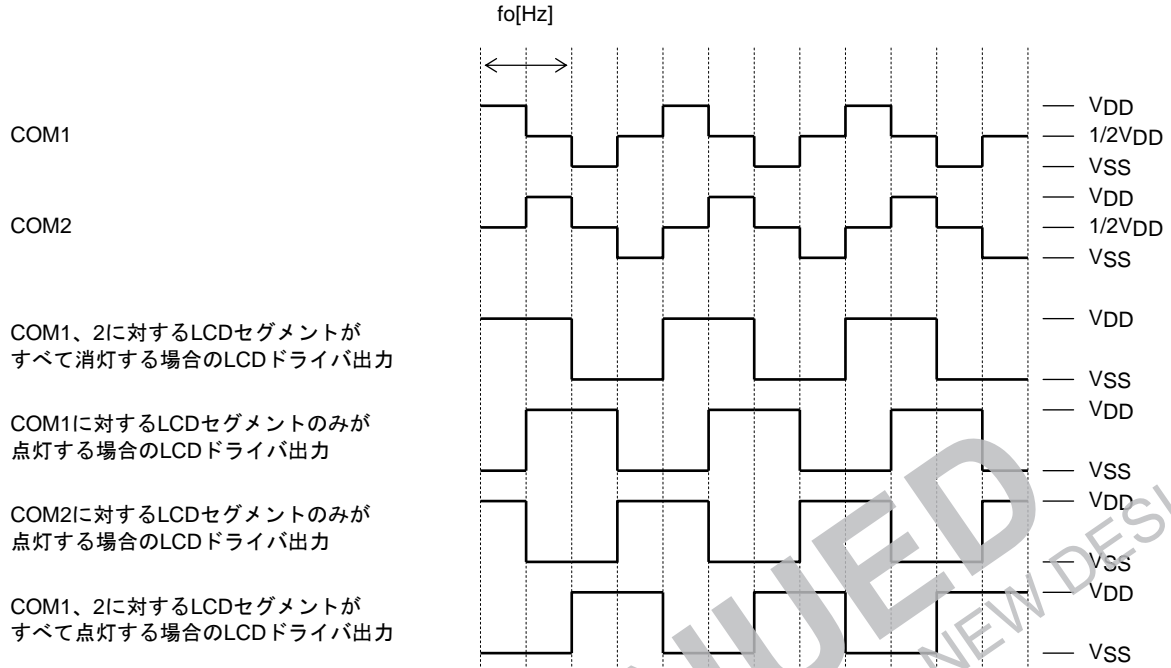 fo[Hz]
COM1
VDD
1/2VDD
VSS
COM2
VDD
1/2VDD
VSS
COM1、2に対するLCDセグメントが
すべて消灯する場合のLCDドライバ出力
VDD
VSS
COM1に対するLCDセグメントのみが
点灯する場合のLCDドライバ出力
VDD
VSS
COM2に対するLCDセグメントのみが
点灯する場合のLCDドライバ出力
VDD
VSS
COM1、2に対するLCDセグメントが
すべて点灯する場合のLCDドライバ出力
VDD
VSS
NEW